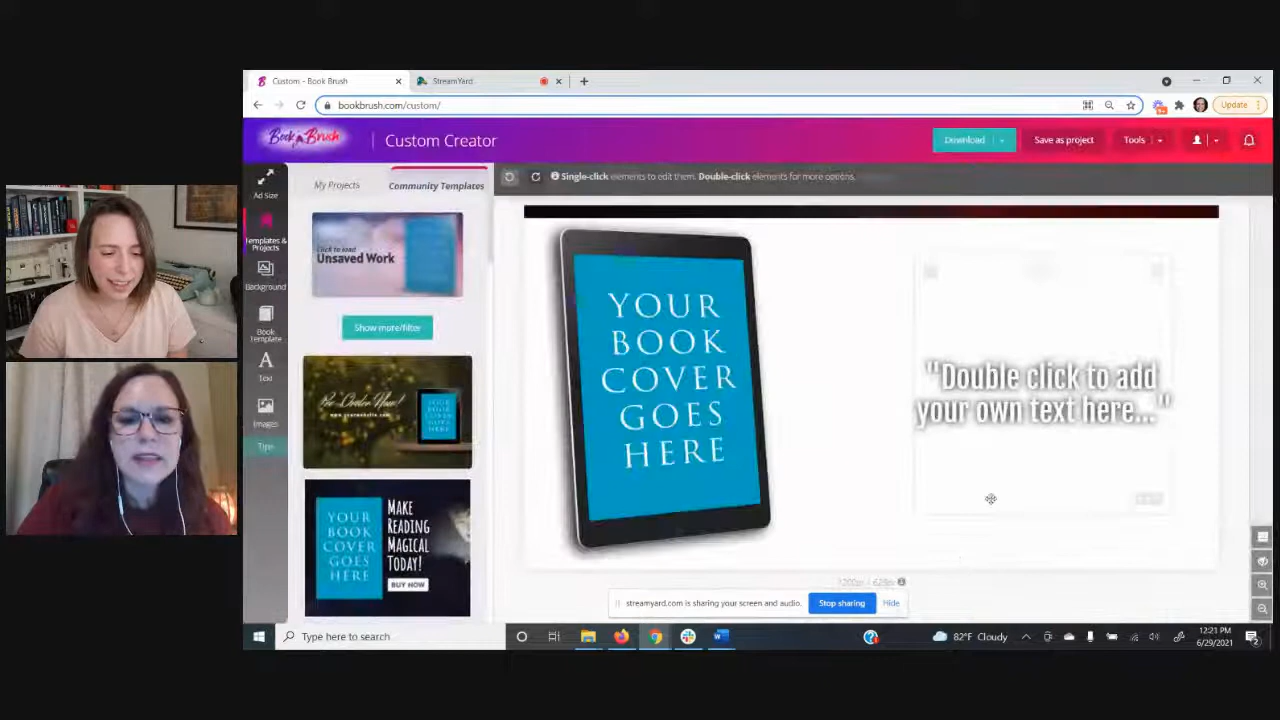 Custom - Book Brush
StreamYard
bookbrush.com/custom/
Update
Book Brush
Custom Creator
Download
Save as project
Tools
Ad Size
Templates & Projects
Background
Book Template
Text
Images
Tips
My Projects
Community Templates
Click to load
Unsaved Work
Show more/filter
www.yourwebsite.com
YOUR
BOOK COVER
GOES
HERE
MAKE
READING
MAGICAL
TODAY!
BUY NOW
Single-click elements to edit them. Double-click elements for more options.
YOUR
BOOK
COVER
GOES
HERE
"Double click to add
your own text here..."
streamyard.com is sharing your screen and audio.
Stop sharing
Hide
Type here to search
82°F Cloudy
12:21 PM
6/29/2021